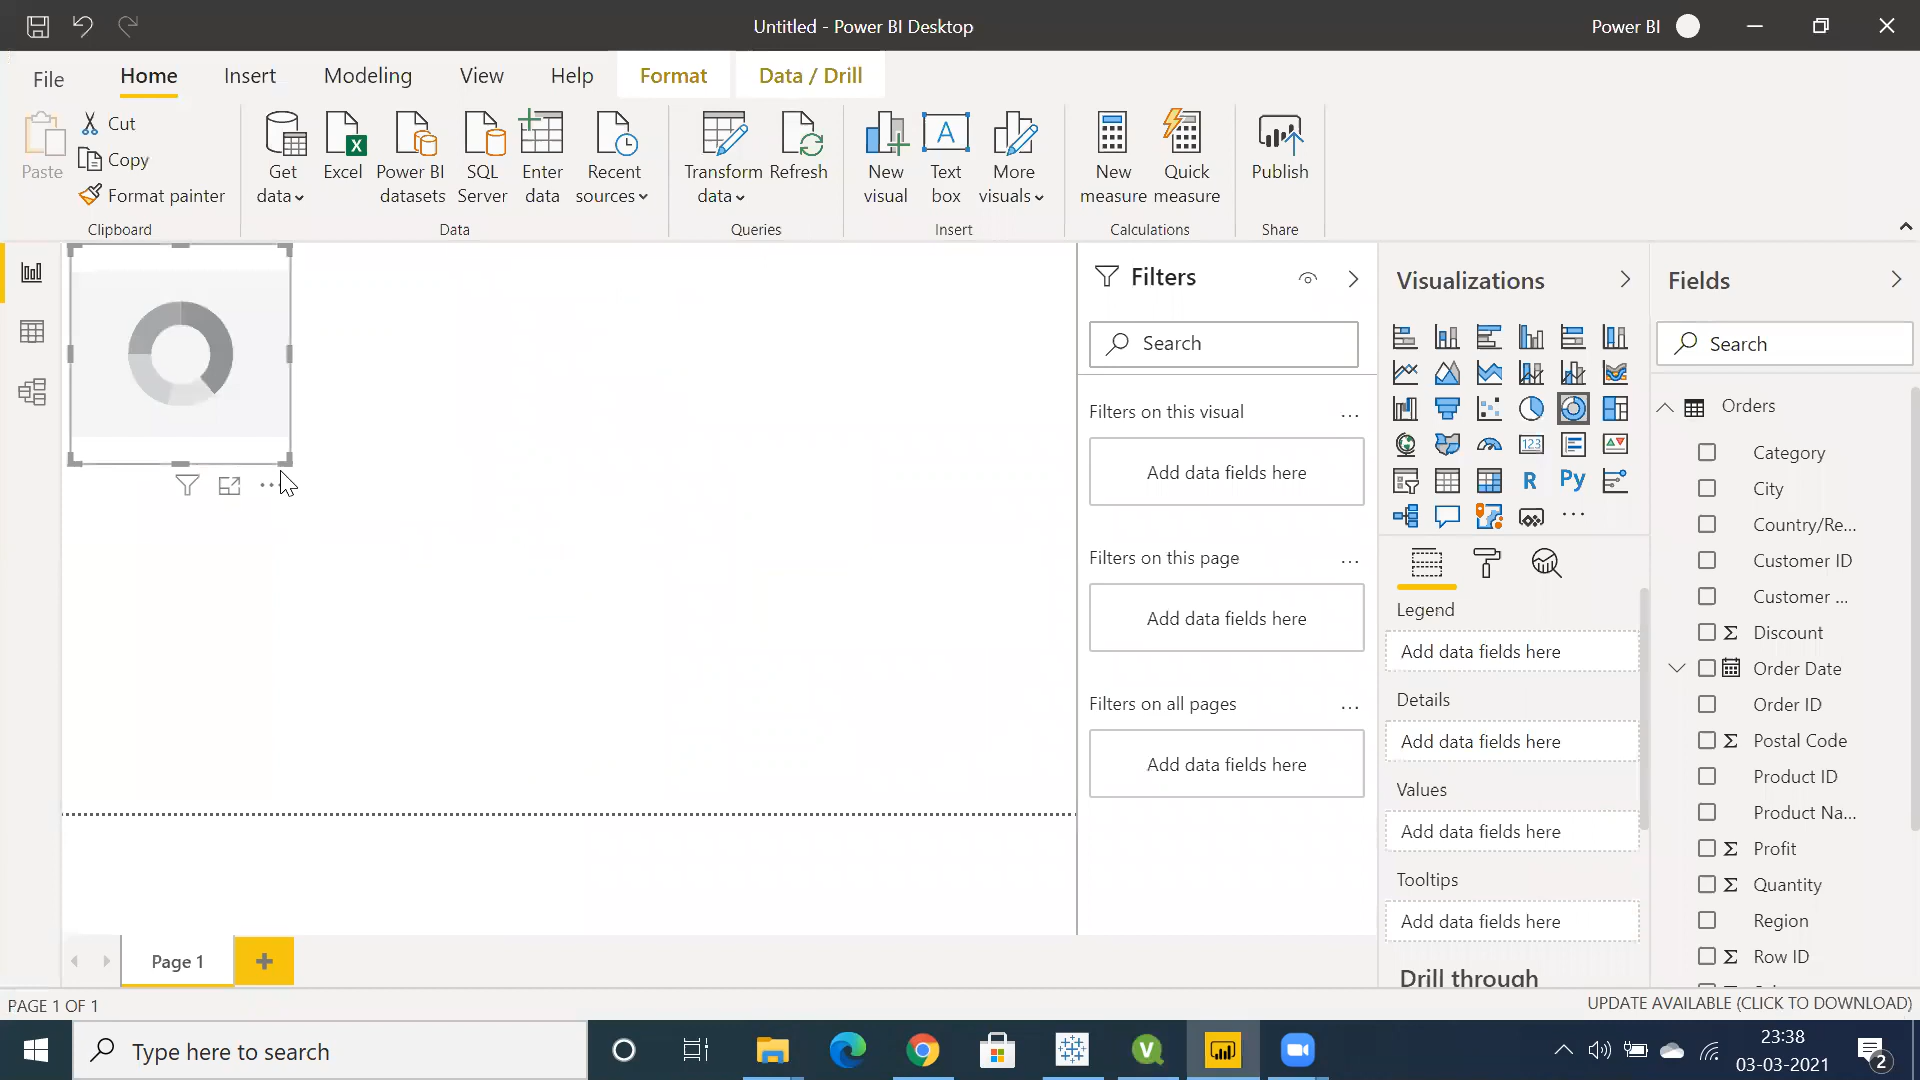 Untitled - Power BI Desktop
Power BI
File
Home
Insert
Modeling
View
Help
Format
Data / Drill
Paste
Cut
Copy
Format painter
Clipboard
Get
data
Excel
Power BI
datasets
SQL
Server
Enter
data
Recent
sources
Data
Transform
data
Refresh
Queries
New
visual
A
Text
box
More
visuals
Insert
New
measure
Quick
measure
Calculations
Publish
Share
Filters
Search
Filters on this visual
...
Add data fields here
Filters on this page
...
Add data fields here
Filters on all pages
...
Add data fields here
Visualizations
123
R
Py
...
Legend
Add data fields here
Details
Add data fields here
Values
Add data fields here
Tooltips
Add data fields here
Drill through
Fields
Search
Orders
Category
City
Country/Re...
Customer ID
Customer ...
Σ Discount
Order Date
Order ID
Σ Postal Code
Product ID
Product Na...
Σ Profit
Σ Quantity
Region
Σ Row ID
Page 1
PAGE 1 OF 1
UPDATE AVAILABLE (CLICK TO DOWNLOAD)
Type here to search
23:38
03-03-2021
2